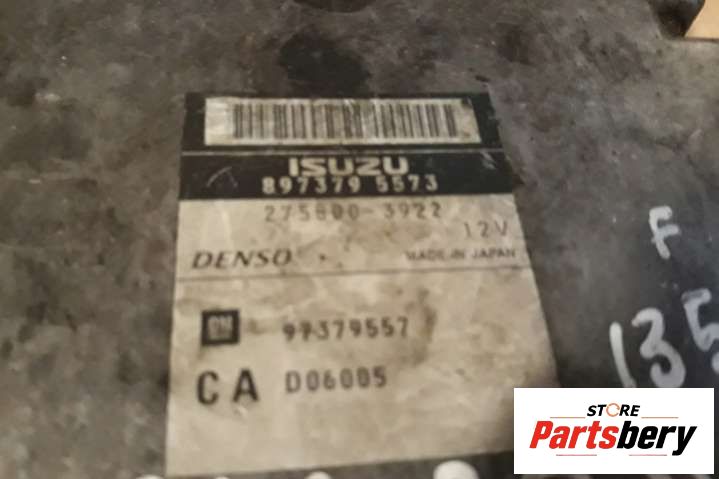 ISUZU
897379 5573
275800-3922
12V
DENSO MADE IN JAPAN
GM 97379557
CA D06005
F
135
STORE
Partsbery